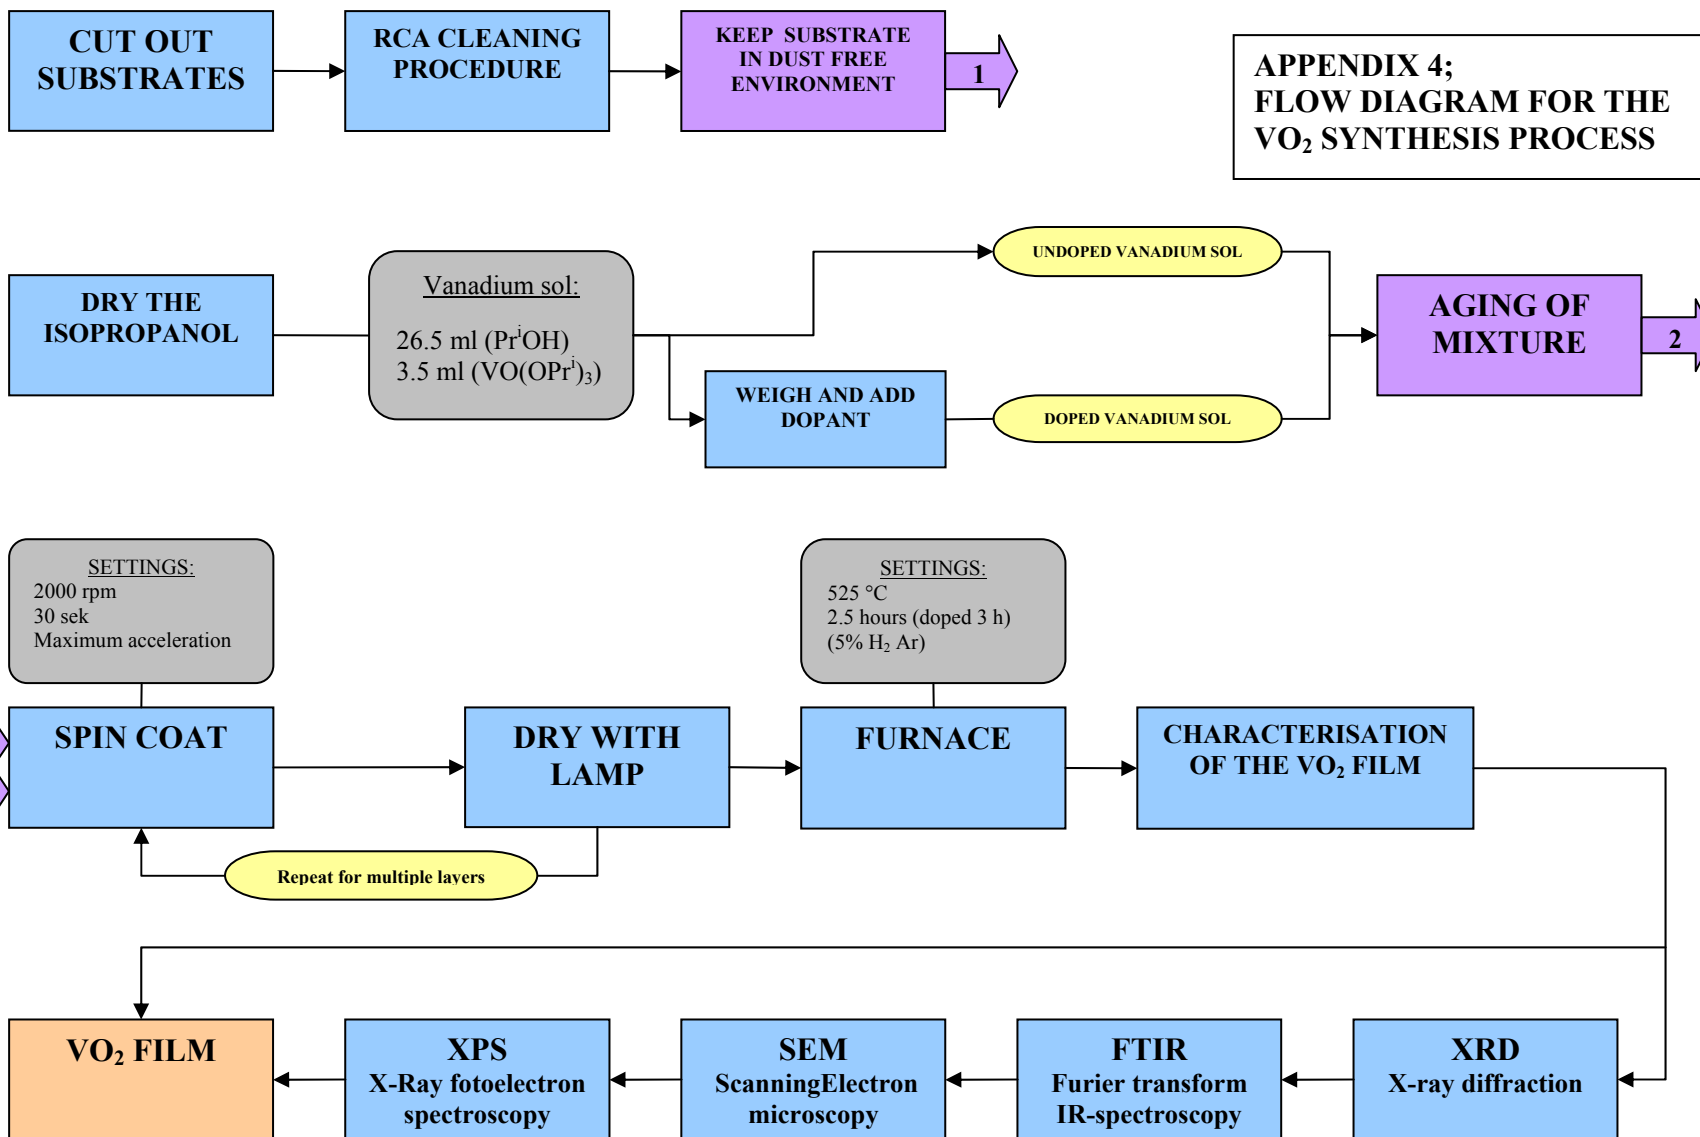 CUT OUT
SUBSTRATES
RCA CLEANING
PROCEDURE
KEEP SUBSTRATE
IN DUST FREE
ENVIRONMENT
1
APPENDIX 4;
FLOW DIAGRAM FOR THE
VO₂ SYNTHESIS PROCESS
DRY THE
ISOPROPANOL
Vanadium sol:
26.5 ml (PrⁱOH)
3.5 ml (VO(OPrⁱ)₃)
UNDOPED VANADIUM SOL
WEIGH AND ADD
DOPANT
DOPED VANADIUM SOL
AGING OF
MIXTURE
2
SETTINGS:
2000 rpm
30 sek
Maximum acceleration
SETTINGS:
525 °C
2.5 hours (doped 3 h)
(5% H₂ Ar)
SPIN COAT
DRY WITH
LAMP
FURNACE
CHARACTERISATION
OF THE VO₂ FILM
Repeat for multiple layers
VO₂ FILM
XPS
X-Ray fotoelectron
spectroscopy
SEM
ScanningElectron
microscopy
FTIR
Furier transform
IR-spectroscopy
XRD
X-ray diffraction